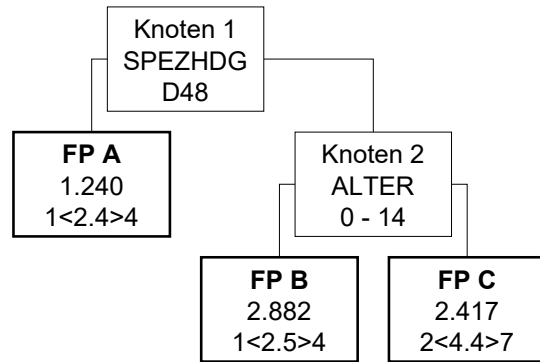 Knoten 1
SPEZHDG
D48
FP A
1.240
1<2.4>4
Knoten 2
ALTER
0 - 14
FP B
2.882
1<2.5>4
FP C
2.417
2<4.4>7